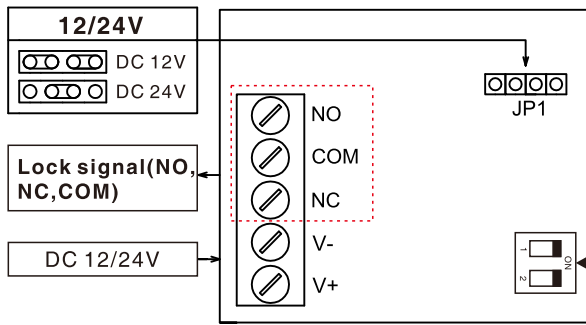 12/24V
DC 12V
DC 24V
JP1
NO
COM
NC
V-
V+
Lock signal(NO,
NC,COM)
DC 12/24V
1
2
ON